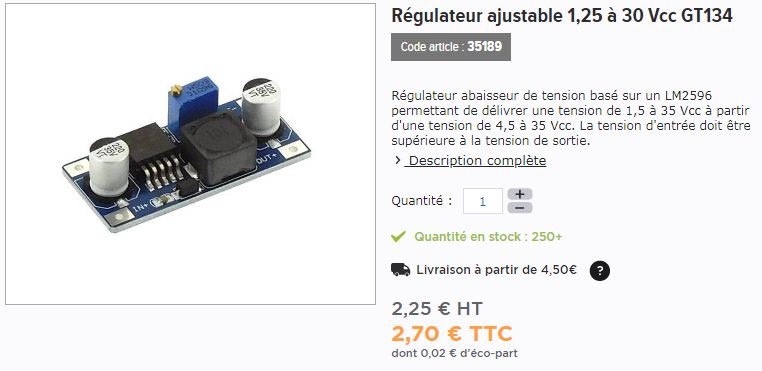 Régulateur ajustable 1,25 à 30 Vcc GT134
Code article : 35189
Régulateur abaisseur de tension basé sur un LM2596
permettant de délivrer une tension de 1,5 à 35 Vcc à partir
d'une tension de 4,5 à 35 Vcc. La tension d'entrée doit être
supérieure à la tension de sortie.
> Description complète
Quantité : 1 + −
Quantité en stock : 250+
Livraison à partir de 4,50€ ?
2,25 € HT
2,70 € TTC
dont 0,02 € d'éco-part
OUT+
IN+